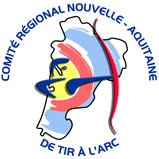 COMITÉ RÉGIONAL NOUVELLE - AQUITAINE
DE TIR À L'ARC